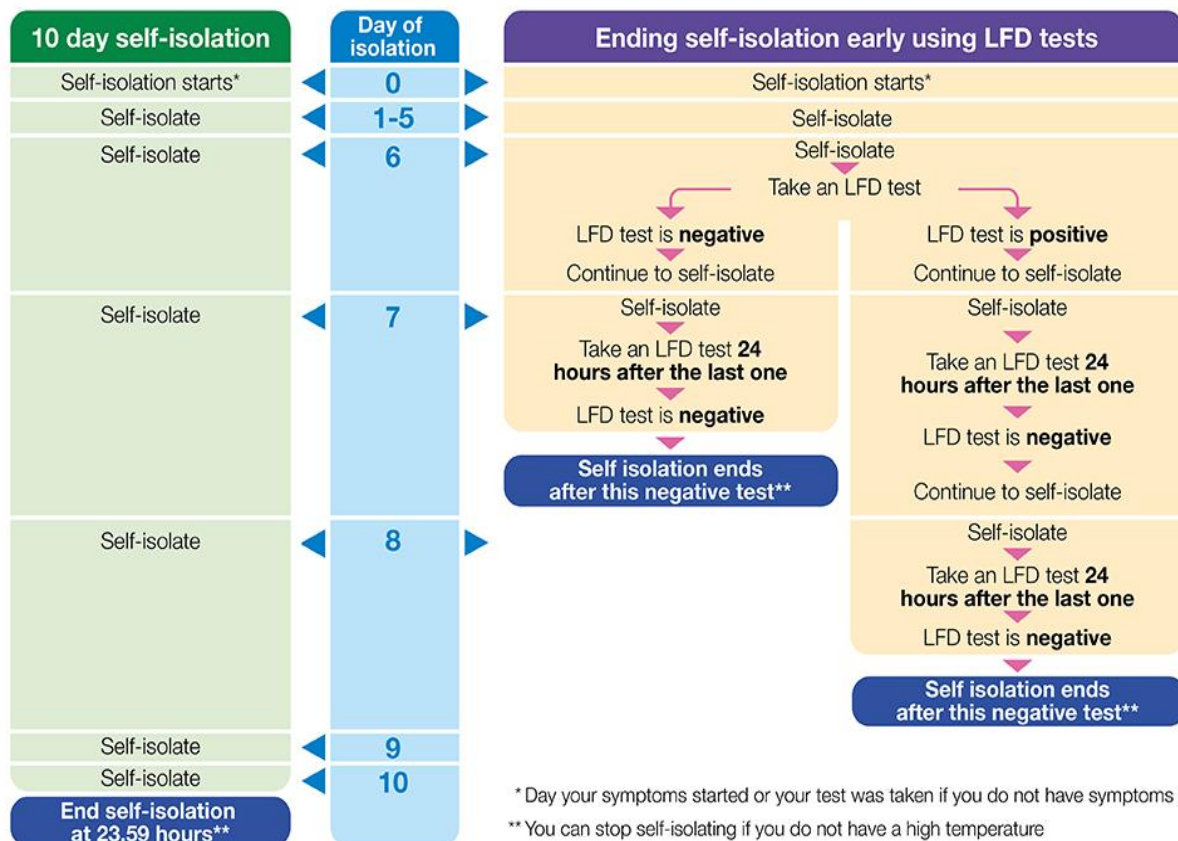 10 day self-isolation
Day of
isolation
Ending self-isolation early using LFD tests
Self-isolation starts*
0
Self-isolation starts*
Self-isolate
1-5
Self-isolate
Self-isolate
6
Self-isolate
Take an LFD test
LFD test is negative
LFD test is positive
Continue to self-isolate
Continue to self-isolate
Self-isolate
7
Self-isolate
Self-isolate
Take an LFD test 24
hours after the last one
Take an LFD test 24
hours after the last one
LFD test is negative
LFD test is negative
Self isolation ends
after this negative test**
Continue to self-isolate
Self-isolate
8
Self-isolate
Take an LFD test 24
hours after the last one
LFD test is negative
Self isolation ends
after this negative test**
Self-isolate
9
Self-isolate
10
End self-isolation
at 23.59 hours**
* Day your symptoms started or your test was taken if you do not have symptoms
** You can stop self-isolating if you do not have a high temperature